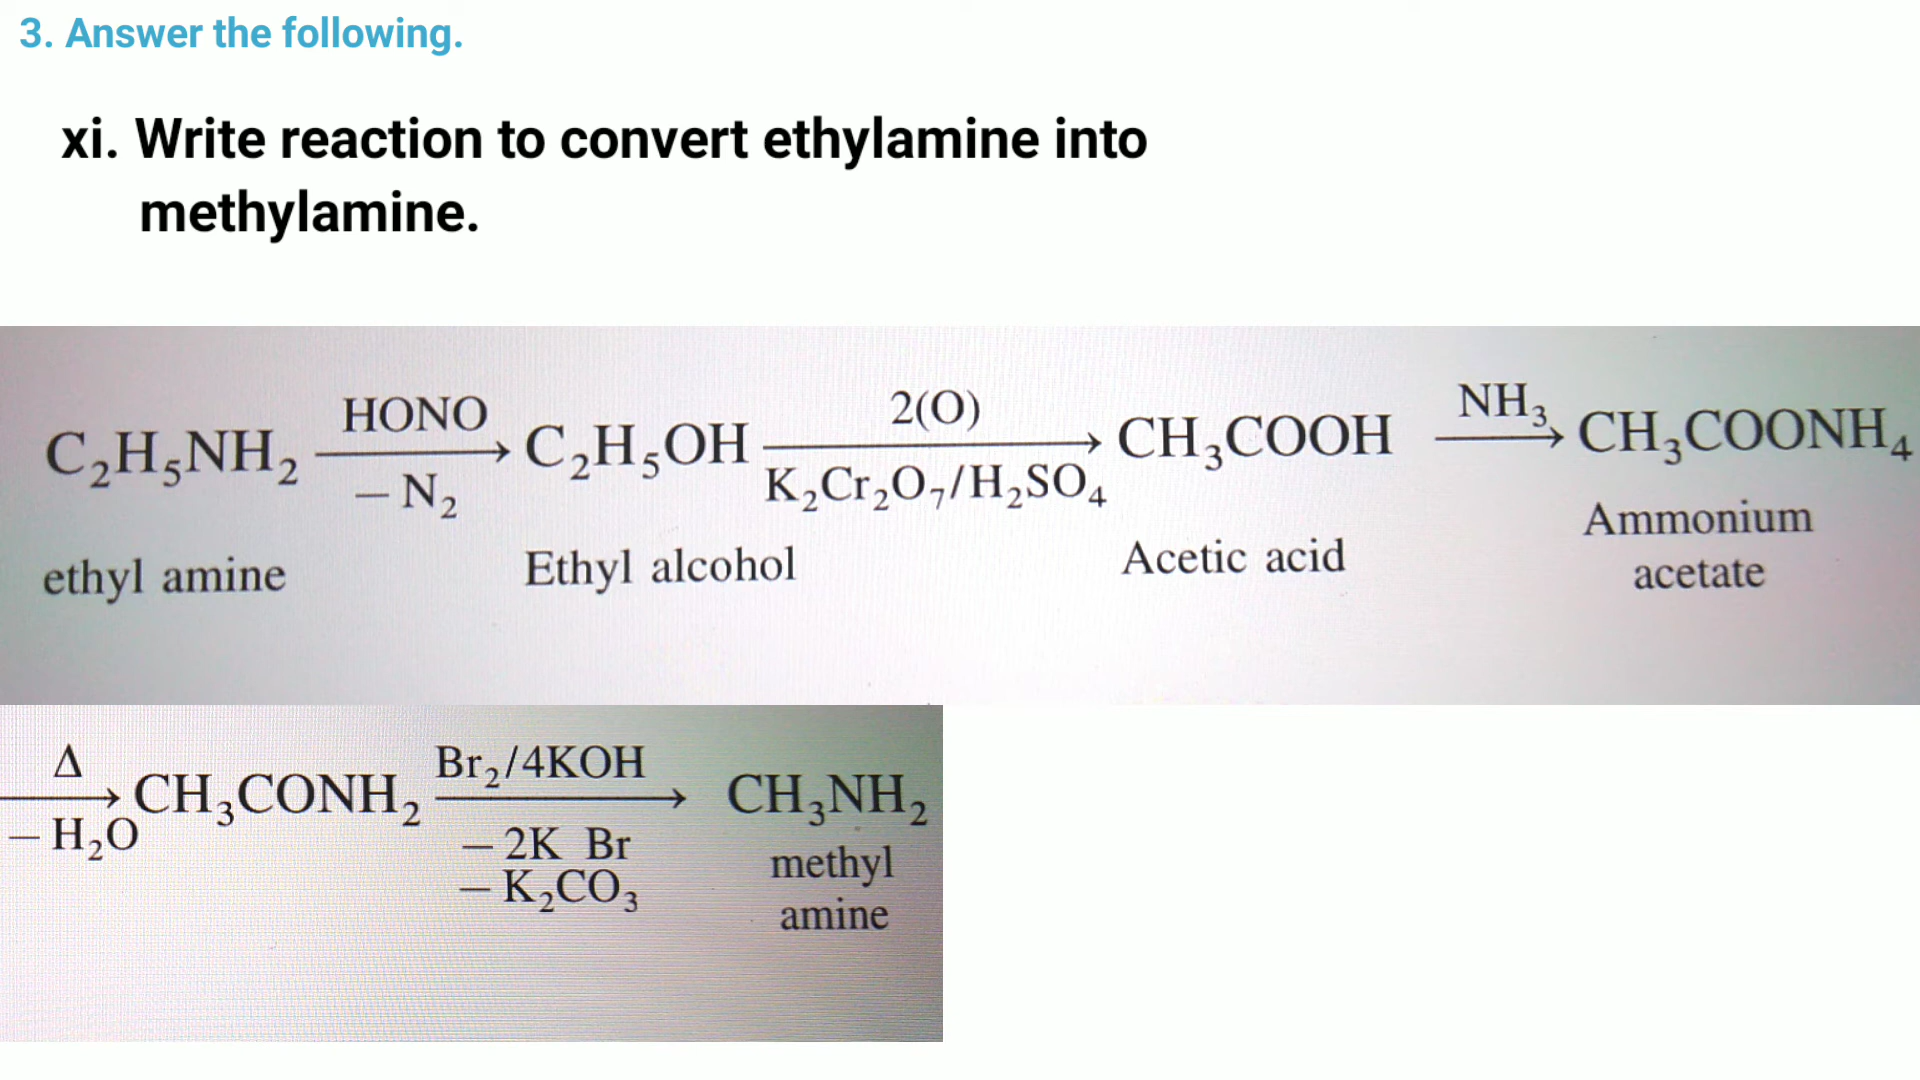 3. Answer the following.
xi. Write reaction to convert ethylamine into
methylamine.
C₂H₅NH₂ HONO → – N₂ C₂H₅OH 2(O) → K₂Cr₂O₇/H₂SO₄ CH₃COOH NH₃ → CH₃COONH₄
ethyl amine Ethyl alcohol Acetic acid Ammonium
acetate
Δ → – H₂O CH₃CONH₂ Br₂/4KOH → – 2K Br – K₂CO₃ CH₃NH₂
methyl
amine